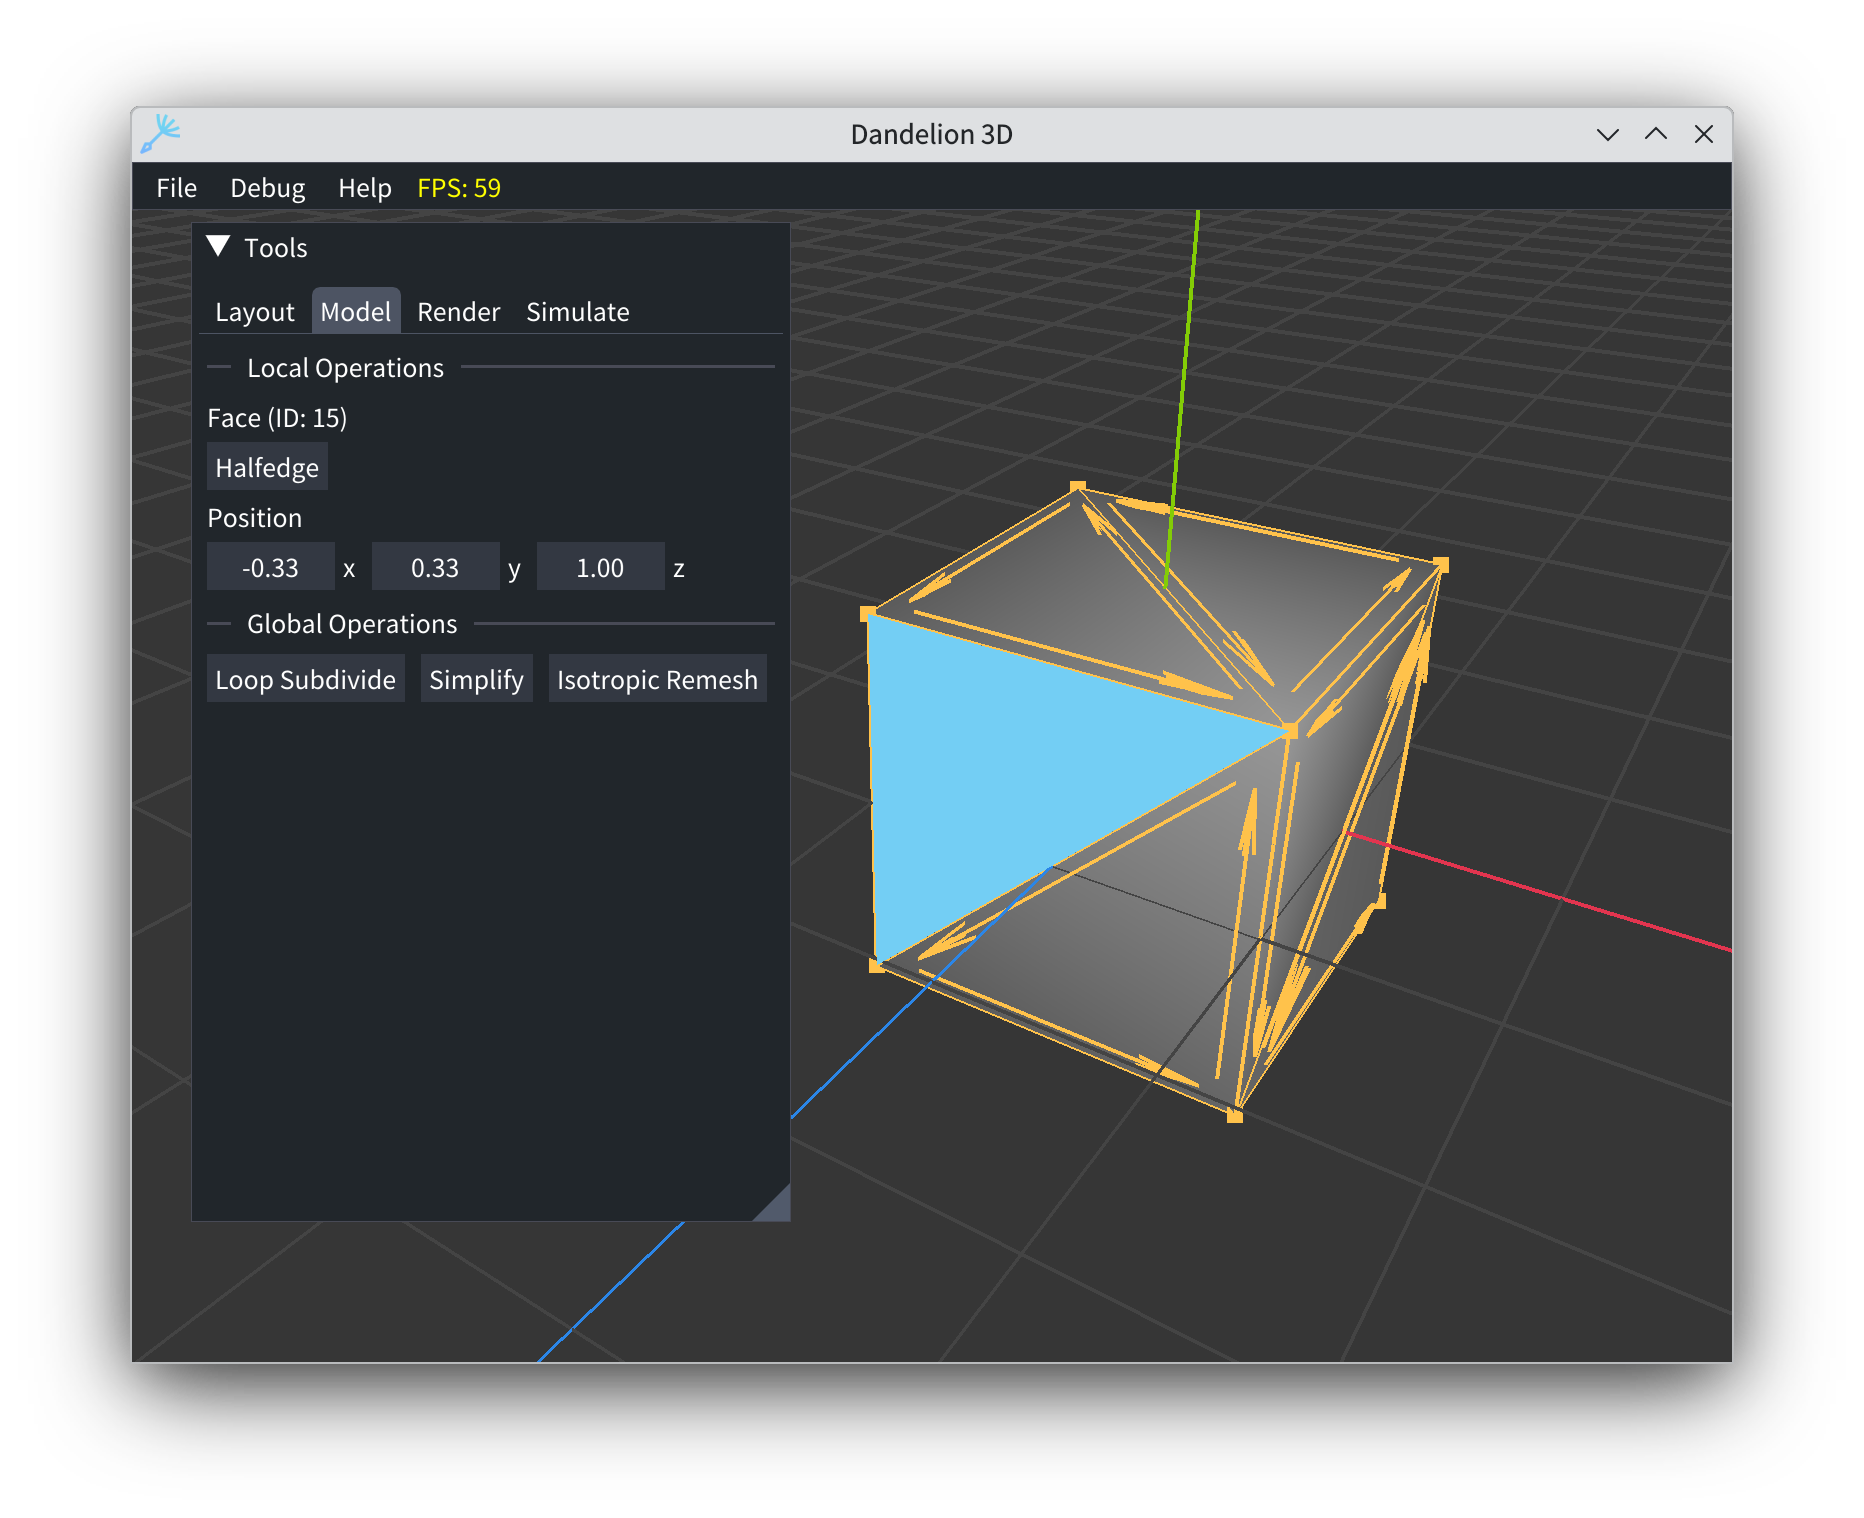 Dandelion 3D
File Debug Help FPS: 59
Tools
Layout Model Render Simulate
Local Operations
Face (ID: 15)
Halfedge
Position
-0.33 x 0.33 y 1.00 z
Global Operations
Loop Subdivide Simplify Isotropic Remesh